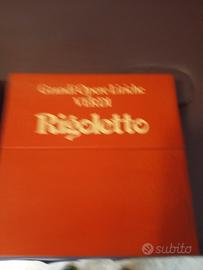 Grandi Opere Liriche
VERDI
Rigoletto
subito